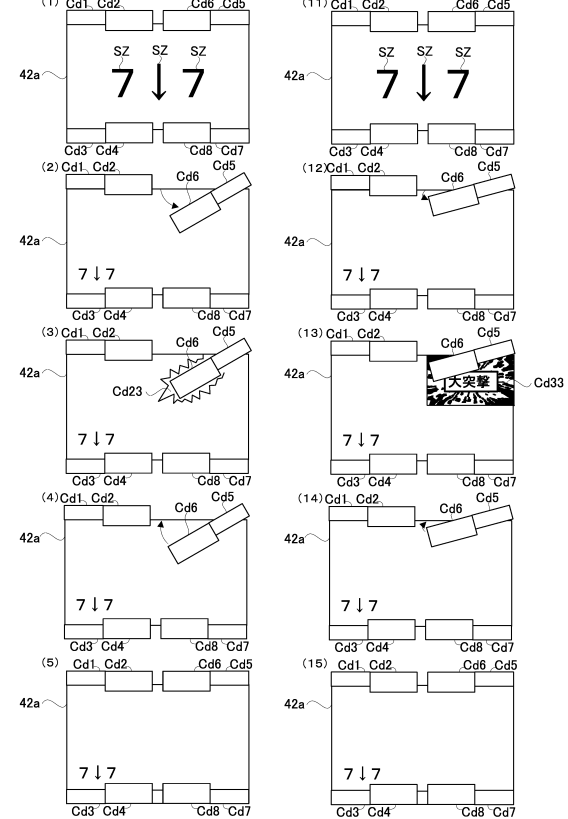 (1) Cd1 Cd2 Cd6 Cd5
SZ SZ SZ
42a 7 ↓ 7
Cd3 Cd4 Cd8 Cd7
(2) Cd1 Cd2 Cd6 Cd5
42a
7↓7
Cd3 Cd4 Cd8 Cd7
(3) Cd1 Cd2 Cd6 Cd5
42a
Cd23
7↓7
Cd3 Cd4 Cd8 Cd7
(4) Cd1 Cd2 Cd6 Cd5
42a
7↓7
Cd3 Cd4 Cd8 Cd7
(5) Cd1 Cd2 Cd6 Cd5
42a
7↓7
Cd3 Cd4 Cd8 Cd7
(11) Cd1 Cd2 Cd6 Cd5
SZ SZ SZ
42a 7 ↓ 7
Cd3 Cd4 Cd8 Cd7
(12) Cd1 Cd2 Cd6 Cd5
42a
7↓7
Cd3 Cd4 Cd8 Cd7
(13) Cd1 Cd2 Cd6 Cd5
42a 大突撃 Cd33
7↓7
Cd3 Cd4 Cd8 Cd7
(14) Cd1 Cd2 Cd6 Cd5
42a
7↓7
Cd3 Cd4 Cd8 Cd7
(15) Cd1 Cd2 Cd6 Cd5
42a
7↓7
Cd3 Cd4 Cd8 Cd7